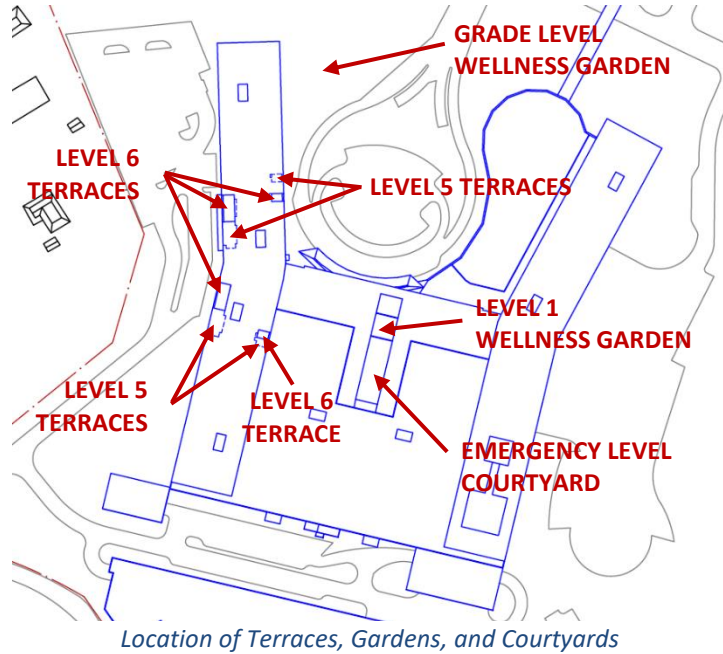 GRADE LEVEL
WELLNESS GARDEN
LEVEL 6
TERRACES
LEVEL 5 TERRACES
LEVEL 1
WELLNESS GARDEN
LEVEL 5
TERRACES
LEVEL 6
TERRACE
EMERGENCY LEVEL
COURTYARD
Location of Terraces, Gardens, and Courtyards